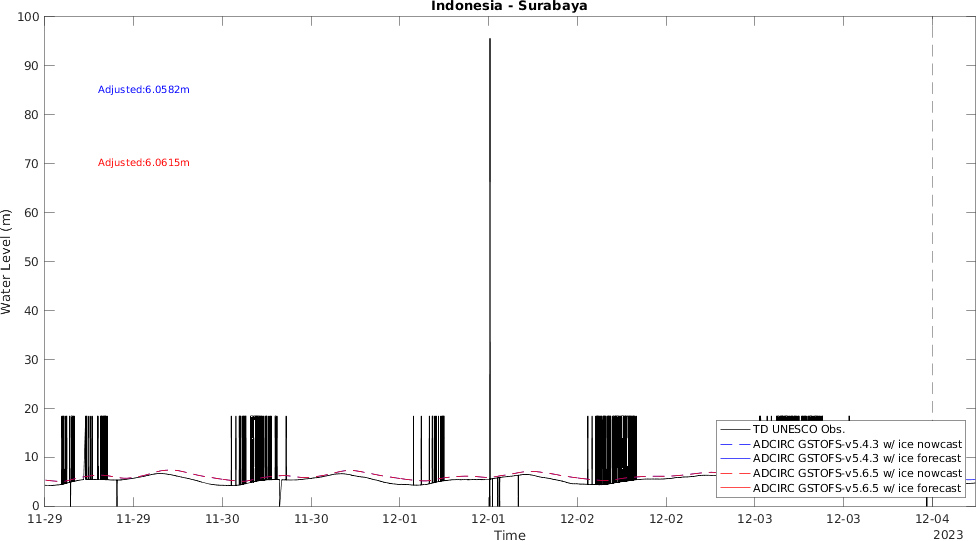 Indonesia - Surabaya
100
90
80
70
60
50
40
30
20
10
0
Water Level (m)
Adjusted:6.0582m
Adjusted:6.0615m
TD UNESCO Obs.
ADCIRC GSTOFS-v5.4.3 w/ ice nowcast
ADCIRC GSTOFS-v5.4.3 w/ ice forecast
ADCIRC GSTOFS-v5.6.5 w/ ice nowcast
ADCIRC GSTOFS-v5.6.5 w/ ice forecast
11-29 11-29 11-30 11-30 12-01 12-01 12-02 12-02 12-03 12-03 12-04
Time
2023